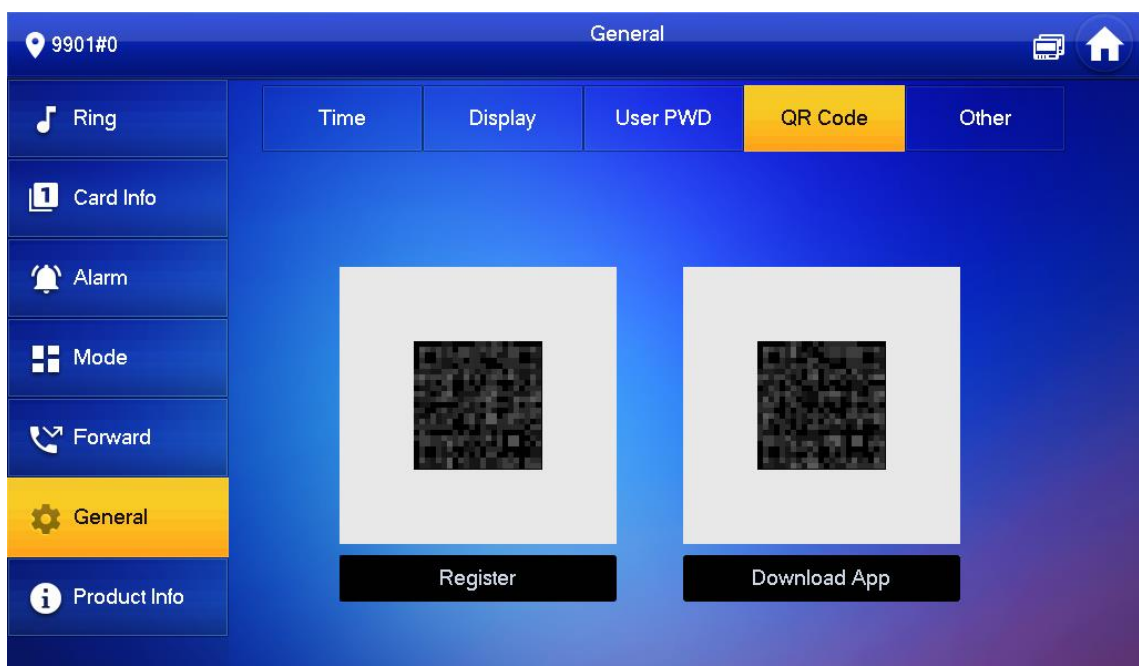 9901#0
General
Ring
Card Info
Alarm
Mode
Forward
General
Product Info
Time
Display
User PWD
QR Code
Other
Register
Download App